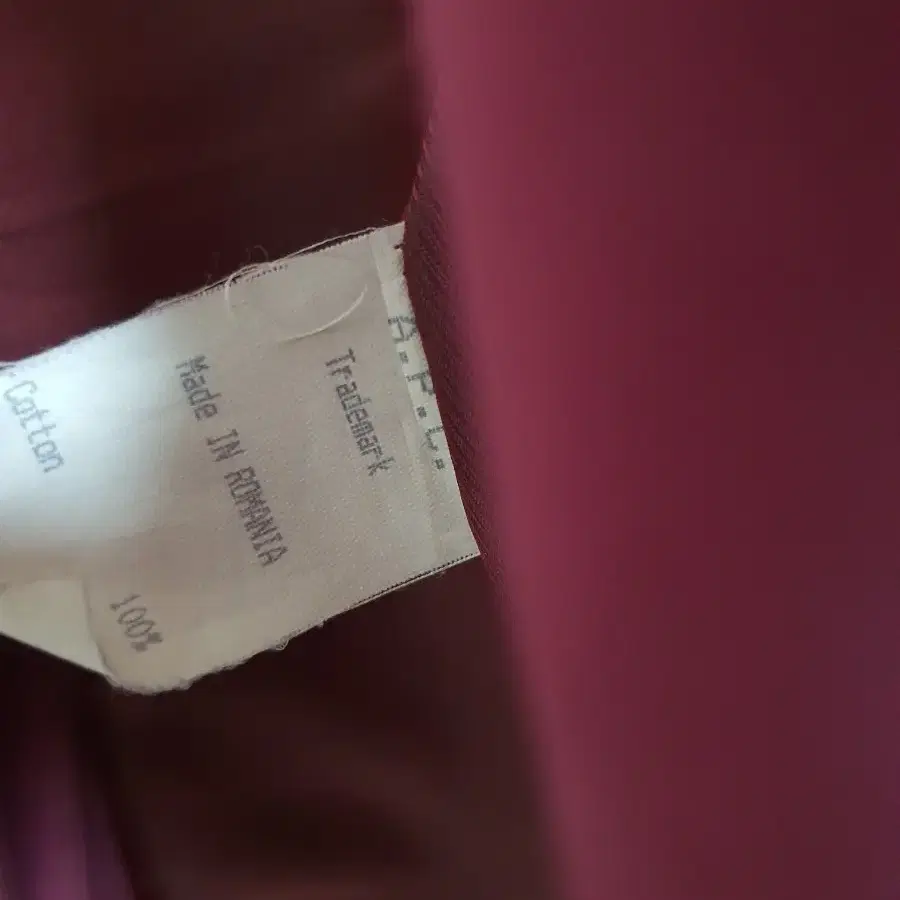 A.P.C.
Trademark
Made IN ROMANIA
100%
Cotton